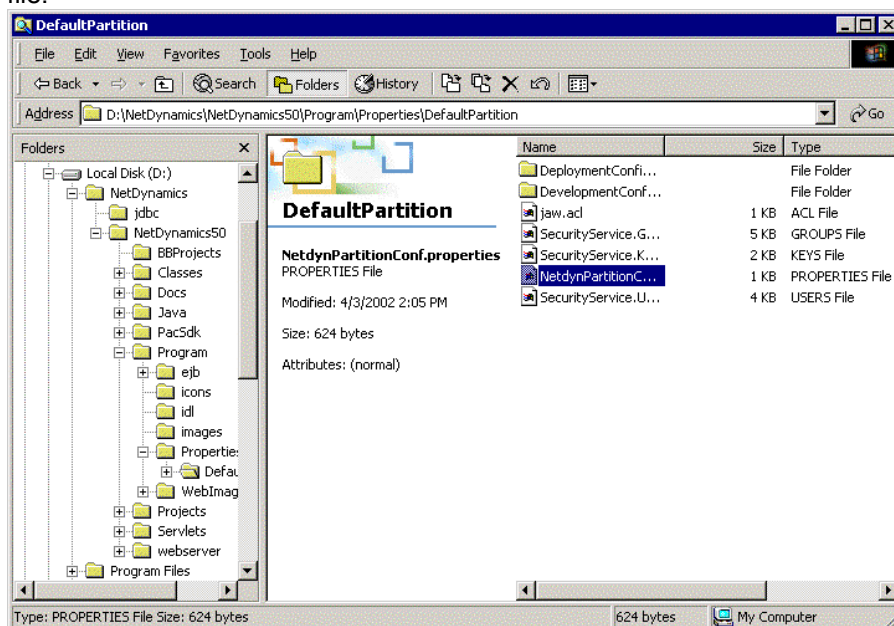 file.
DefaultPartition
File Edit View Favorites Tools Help
Back Search Folders History
Address D:\NetDynamics\NetDynamics50\Program\Properties\DefaultPartition Go
Folders
Local Disk (D:)
NetDynamics
jdbc
NetDynamics50
BBProjects
Classes
Docs
Java
PacSdk
Program
ejb
icons
idl
images
Propertie
Defau
WebImag
Projects
Servlets
webserver
Program Files
DefaultPartition
NetdynPartitionConf.properties
PROPERTIES File
Modified: 4/3/2002 2:05 PM
Size: 624 bytes
Attributes: (normal)
Name Size Type
DeploymentConfi... File Folder
DevelopmentConf... File Folder
jaw.acl 1 KB ACL File
SecurityService.G... 5 KB GROUPS File
SecurityService.K... 2 KB KEYS File
NetdynPartitionC... 1 KB PROPERTIES File
SecurityService.U... 4 KB USERS File
Type: PROPERTIES File Size: 624 bytes 624 bytes My Computer